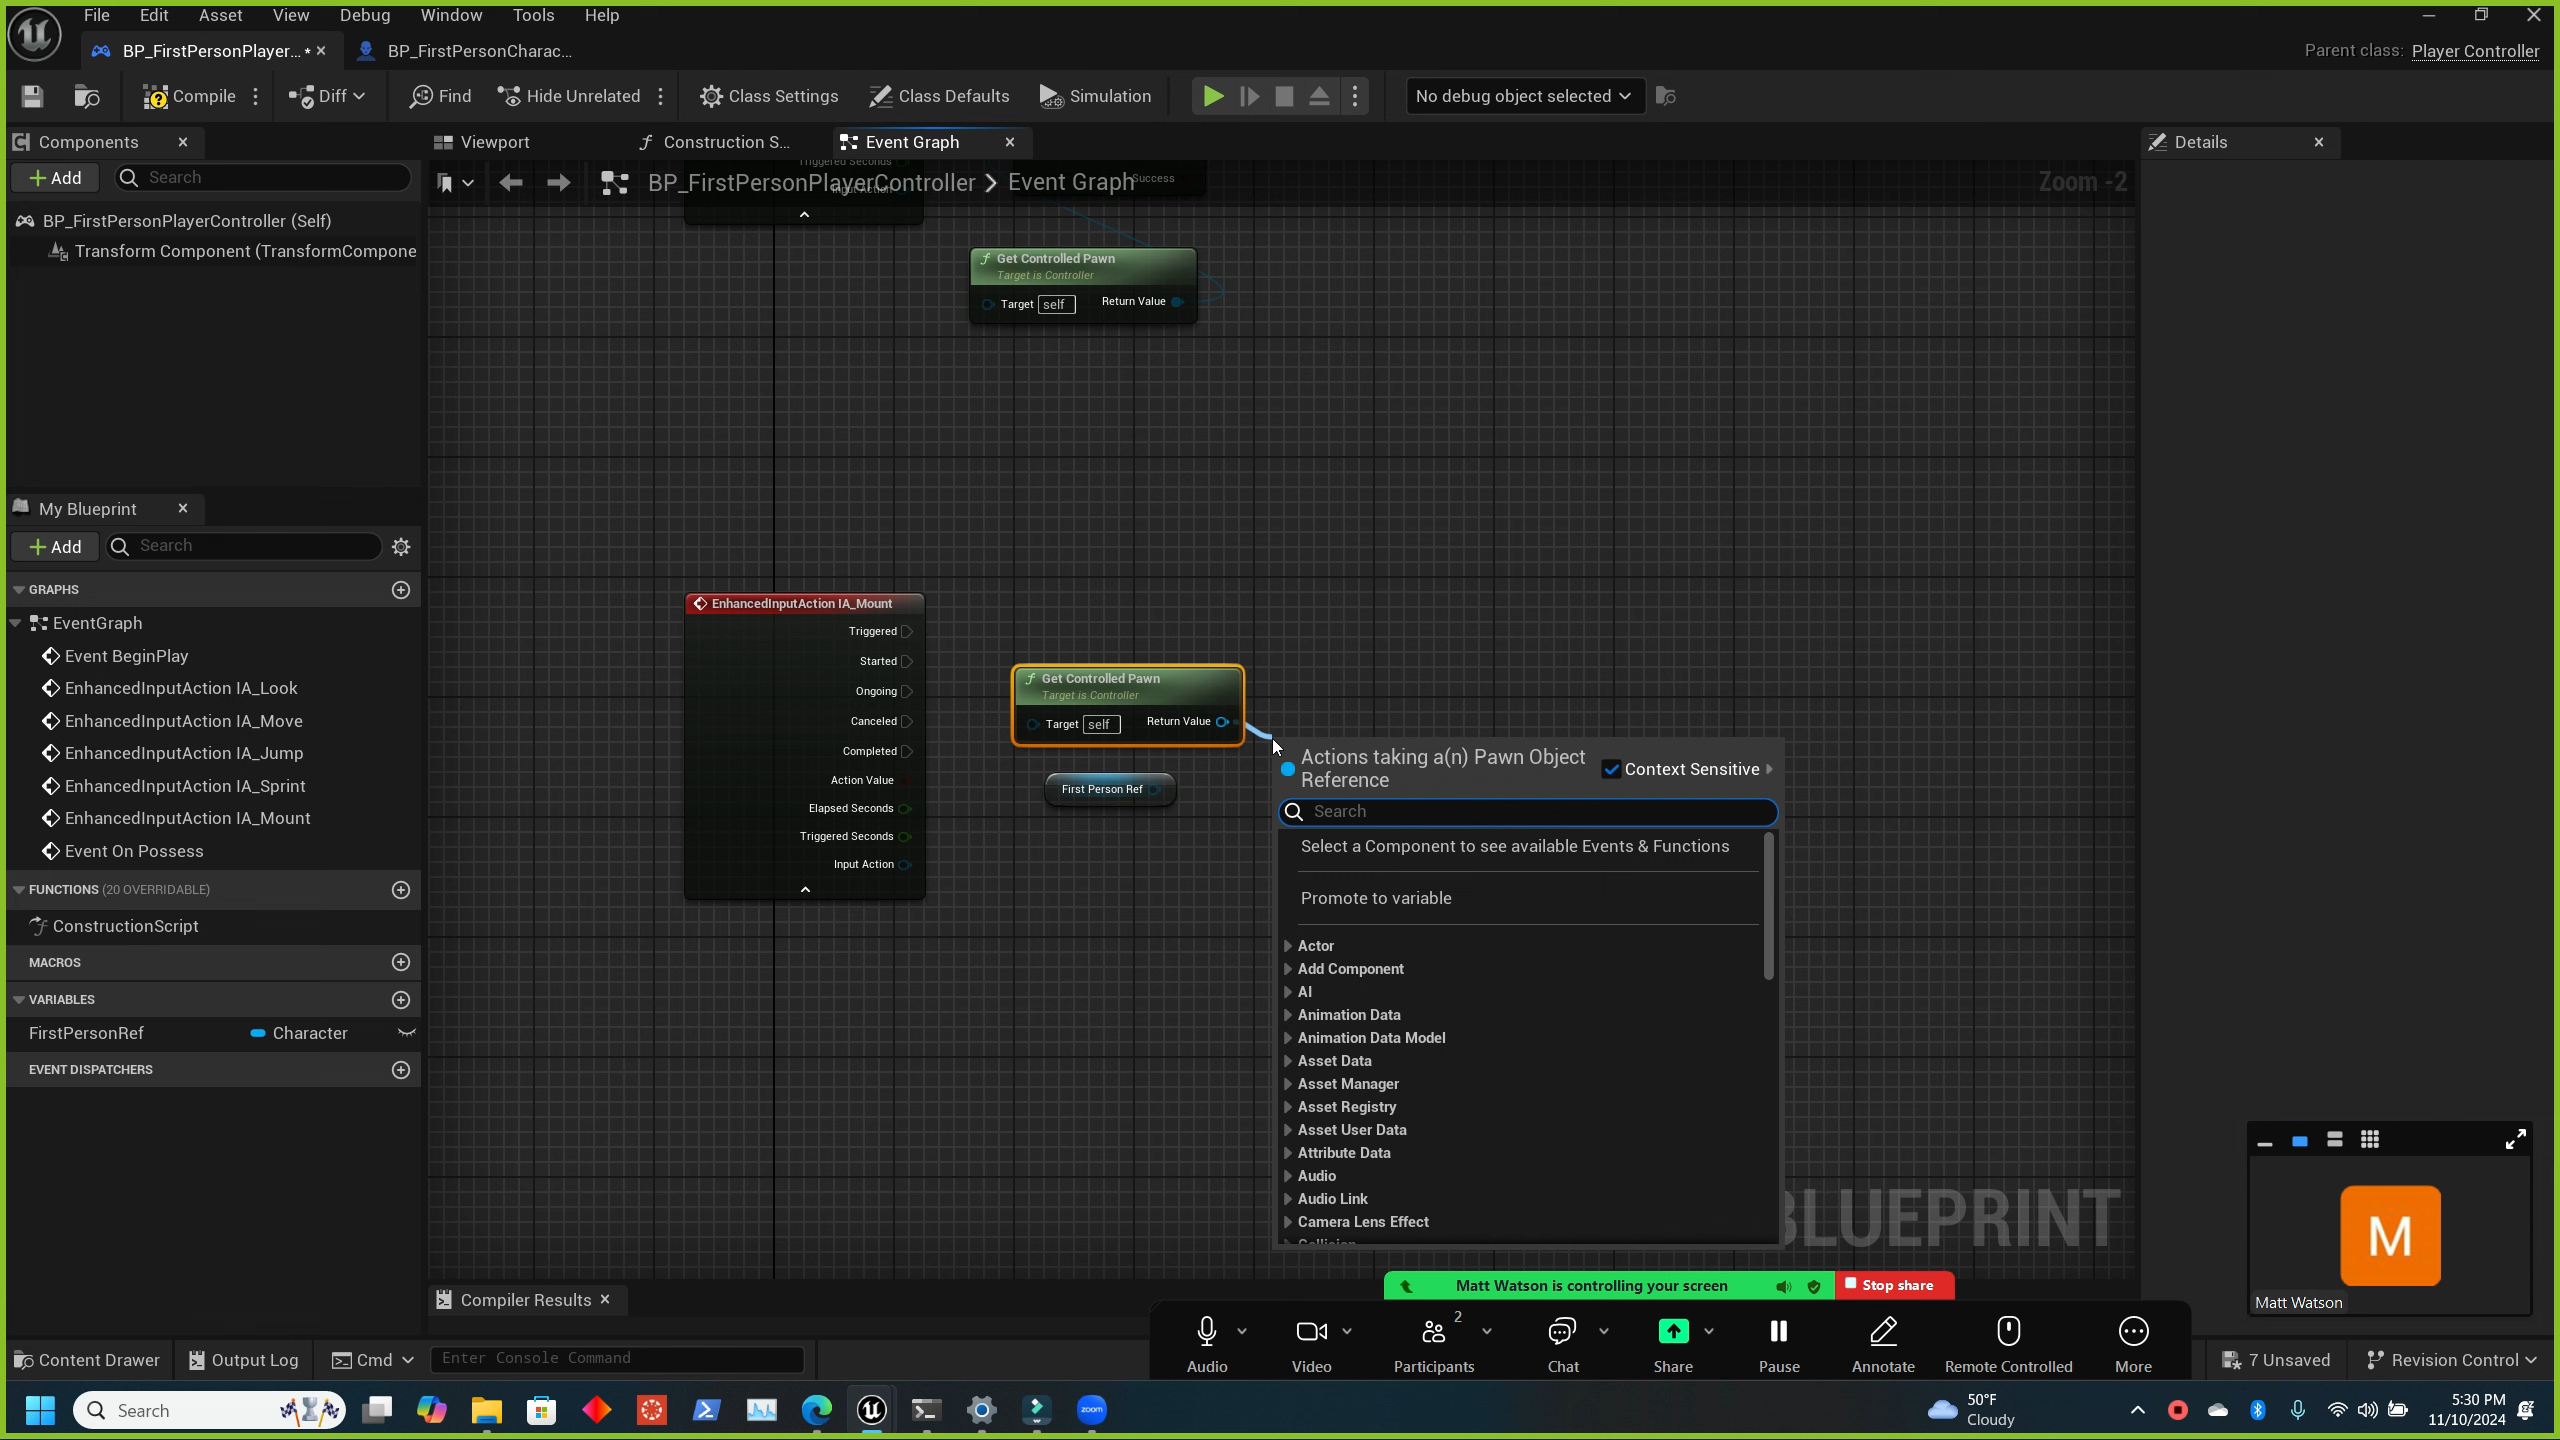 File Edit Asset View Debug Window Tools Help
BP_FirstPersonPlayer... • BP_FirstPersonCharac...
Parent class: Player Controller
Compile Diff Find Hide Unrelated Class Settings Class Defaults Simulation No debug object selected
Components
Viewport Construction S... Event Graph Details
Add Search
BP_FirstPersonPlayerController > Event Graph
Zoom -2
Triggered Seconds
Input Action
Success
BP_FirstPersonPlayerController (Self)
Transform Component (TransformCompone
Get Controlled Pawn
Target is Controller
Target self Return Value
My Blueprint
Add Search
GRAPHS
EventGraph
Event BeginPlay
EnhancedInputAction IA_Look
EnhancedInputAction IA_Move
EnhancedInputAction IA_Jump
EnhancedInputAction IA_Sprint
EnhancedInputAction IA_Mount
Event On Possess
FUNCTIONS (20 OVERRIDABLE)
ConstructionScript
MACROS
VARIABLES
FirstPersonRef Character
EVENT DISPATCHERS
EnhancedInputAction IA_Mount
Triggered
Started
Ongoing
Canceled
Completed
Action Value
Elapsed Seconds
Triggered Seconds
Input Action
Get Controlled Pawn
Target is Controller
Target self Return Value
First Person Ref
Actions taking a(n) Pawn Object
Reference
Context Sensitive
Search
Select a Component to see available Events & Functions
Promote to variable
Actor
Add Component
AI
Animation Data
Animation Data Model
Asset Data
Asset Manager
Asset Registry
Asset User Data
Attribute Data
Audio
Audio Link
Camera Lens Effect
Collision
BLUEPRINT
M
Matt Watson
Compiler Results
Matt Watson is controlling your screen Stop share
2
Audio Video Participants Chat Share Pause Annotate Remote Controlled More
Content Drawer Output Log Cmd Enter Console Command
7 Unsaved Revision Control
Search
zoom
50°F
Cloudy
5:30 PM
11/10/2024